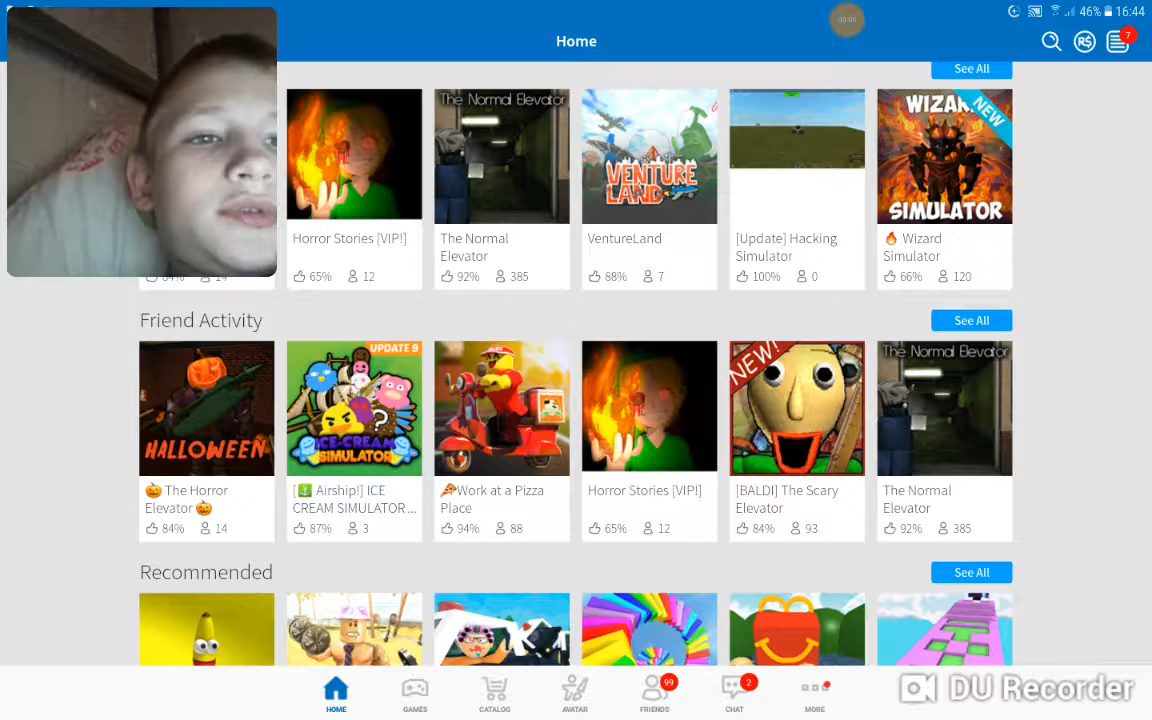 46% 16:44
05:05
Home
R$
7
See All
The Normal Elevator
VENTURE
LAND
WIZARD
NEW
SIMULATOR
Horror Stories [VIP!]
The Normal
Elevator
VentureLand
[Update] Hacking
Simulator
🔥 Wizard
Simulator
84% 14
65% 12
92% 385
88% 7
100% 0
66% 120
Friend Activity
See All
HALLOWEEN
UPDATE 9
ICE-CREAM
SIMULATOR
NEW!
The Normal Elevator
🎃 The Horror
Elevator 🎃
[💵 Airship!] ICE
CREAM SIMULATOR...
🍕Work at a Pizza
Place
Horror Stories [VIP!]
[BALDI] The Scary
Elevator
The Normal
Elevator
84% 14
87% 3
94% 88
65% 12
84% 93
92% 385
Recommended
See All
HOME
GAMES
CATALOG
AVATAR
99
FRIENDS
2
CHAT
MORE
DU Recorder